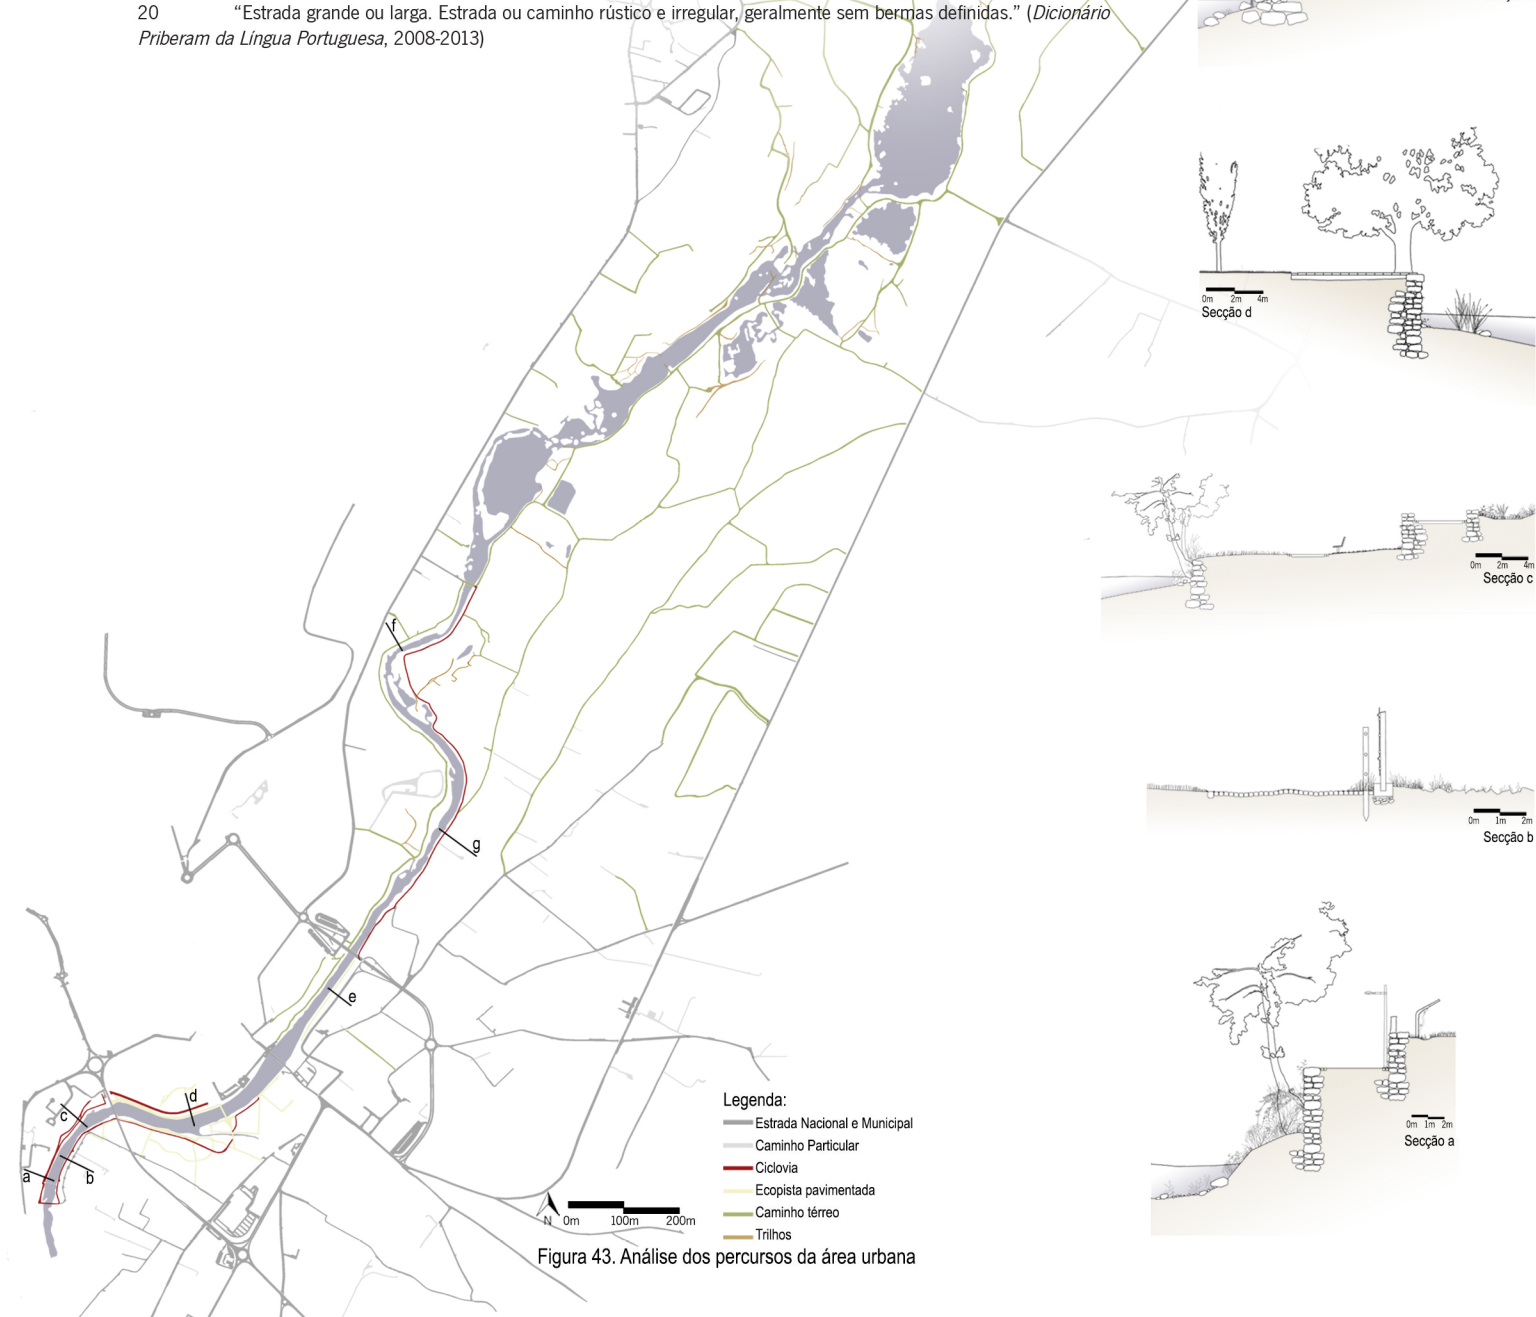 20 “Estrada grande ou larga. Estrada ou caminho rústico e irregular, geralmente sem bermas definidas.” (Dicionário
Priberam da Língua Portuguesa, 2008-2013)
0m 2m 4m
Secção d
0m 2m 4m
Secção c
0m 1m 2m
Secção b
0m 1m 2m
Secção a
f
g
e
d
c
a
b
Legenda:
Estrada Nacional e Municipal
Caminho Particular
Ciclovia
Ecopista pavimentada
Caminho térreo
Trilhos
N 0m 100m 200m
Figura 43. Análise dos percursos da área urbana